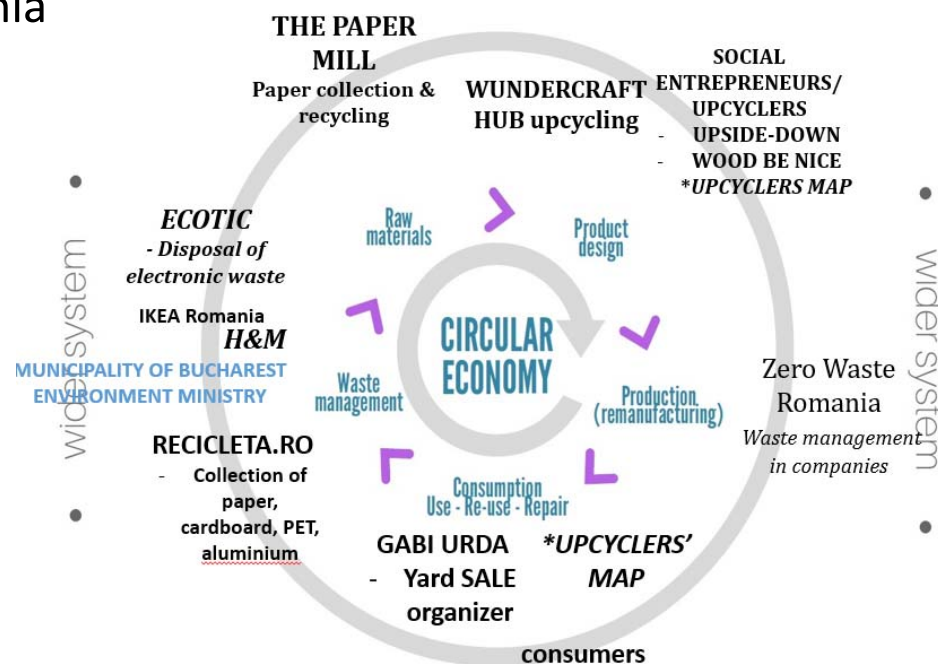 nia
THE PAPER
MILL
Paper collection &
recycling
WUNDERCRAFT
HUB upcycling
SOCIAL
ENTREPRENEURS/
UPCYCLERS
- UPSIDE-DOWN
- WOOD BE NICE
*UPCYCLERS MAP
ECOTIC
- Disposal of
electronic waste
IKEA Romania
H&M
MUNICIPALITY OF BUCHAREST
ENVIRONMENT MINISTRY
wider system
RECICLETA.RO
- Collection of
paper,
cardboard, PET,
aluminium
Raw
materials
Product
design
CIRCULAR
ECONOMY
Waste
management
Production
(remanufacturing)
Consumption
Use - Re-use - Repair
GABI URDA
- Yard SALE
organizer
*UPCYCLERS'
MAP
consumers
Zero Waste
Romania
Waste management
in companies
wider system